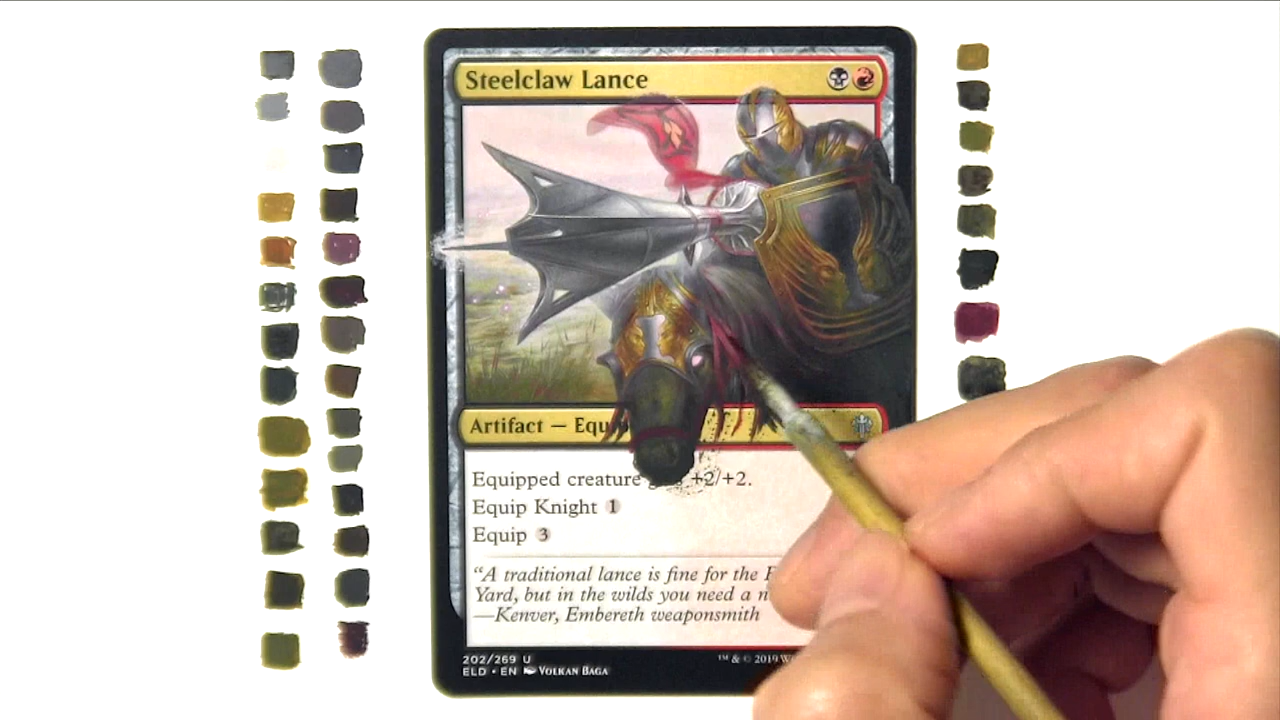 Steelclaw Lance
Artifact —
Equipped creature +2/+2.
Equip Knight 1
Equip 3
“A traditional lance is fine for the
Yard, but in the wilds you need a
—Kenver, Embereth weaponsmith
202/269 U
ELD • EN VOLKAN BAGA
™ & © 2019